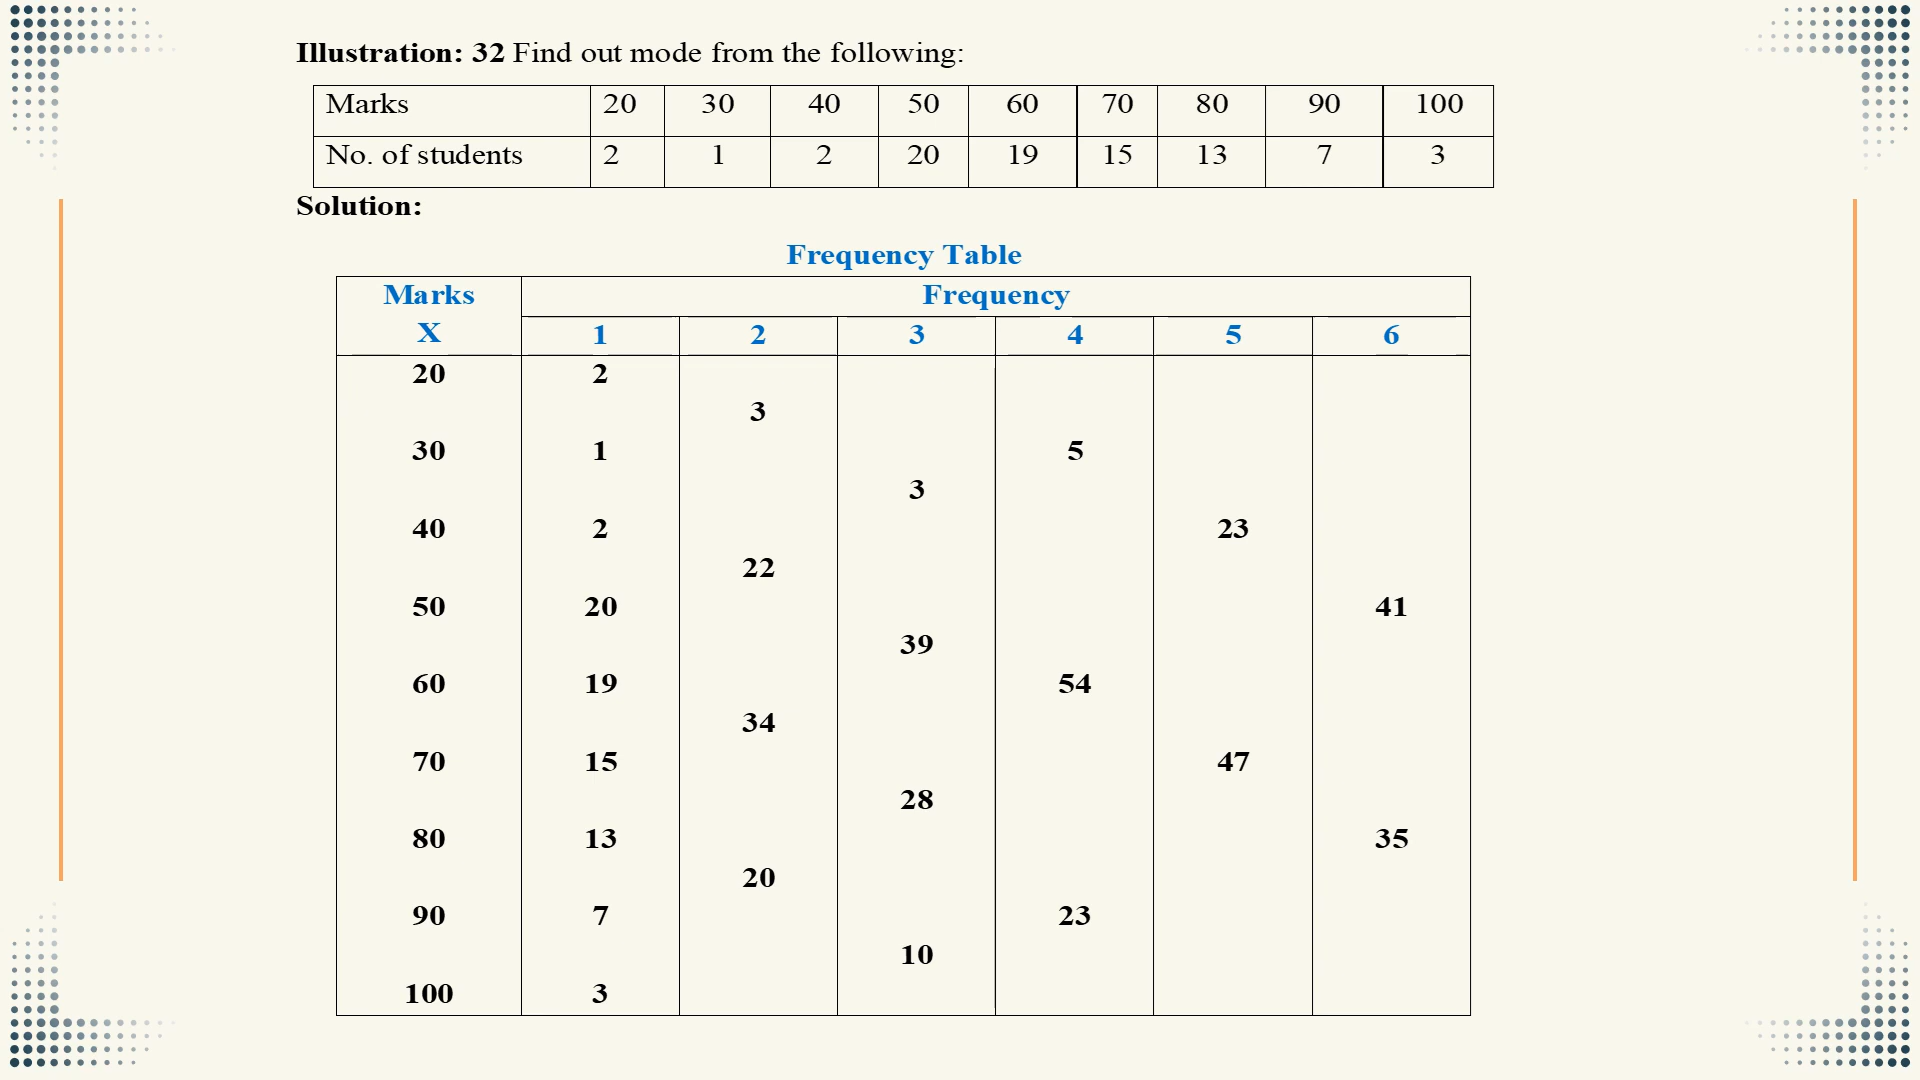 Illustration: 32 Find out mode from the following:
Marks 20 30 40 50 60 70 80 90 100
No. of students 2 1 2 20 19 15 13 7 3
Solution:
Frequency Table
Marks Frequency
X 1 2 3 4 5 6
20 2
3
30 1 5
3
40 2 23
22
50 20 41
39
60 19 54
34
70 15 47
28
80 13 35
20
90 7 23
10
100 3